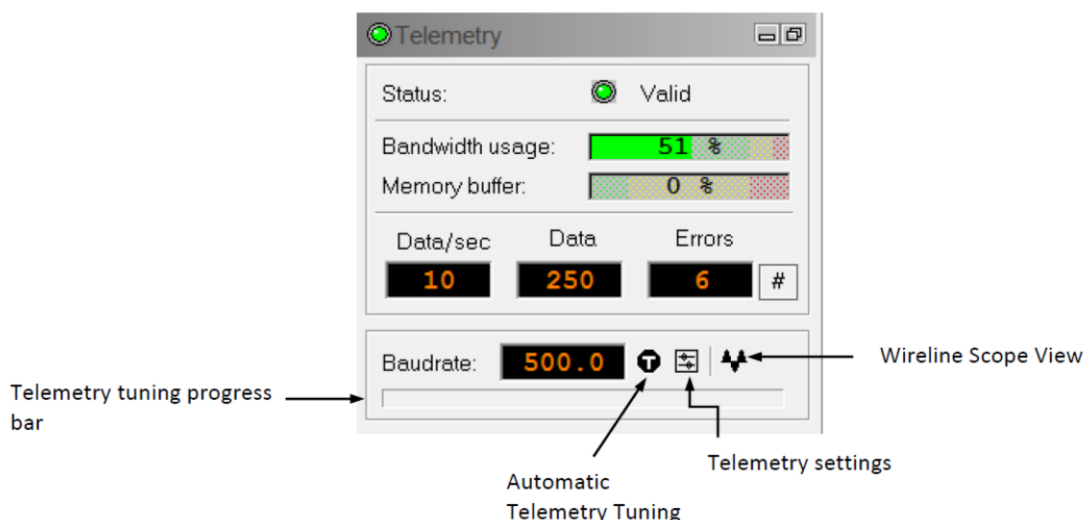 Telemetry
Status: Valid
Bandwidth usage: 51 %
Memory buffer: 0 %
Data/sec Data Errors
10 250 6 #
Baudrate: 500.0 T
Wireline Scope View
Telemetry tuning progress
bar
Telemetry settings
Automatic
Telemetry Tuning